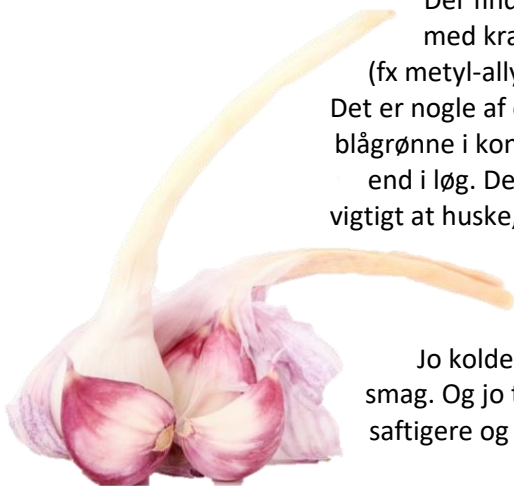 Der find
med kra
(fx metyl-ally
Det er nogle af
blågrønne i kon
end i løg. De
vigtigt at huske,
Jo kolde
smag. Og jo t
saftigere og